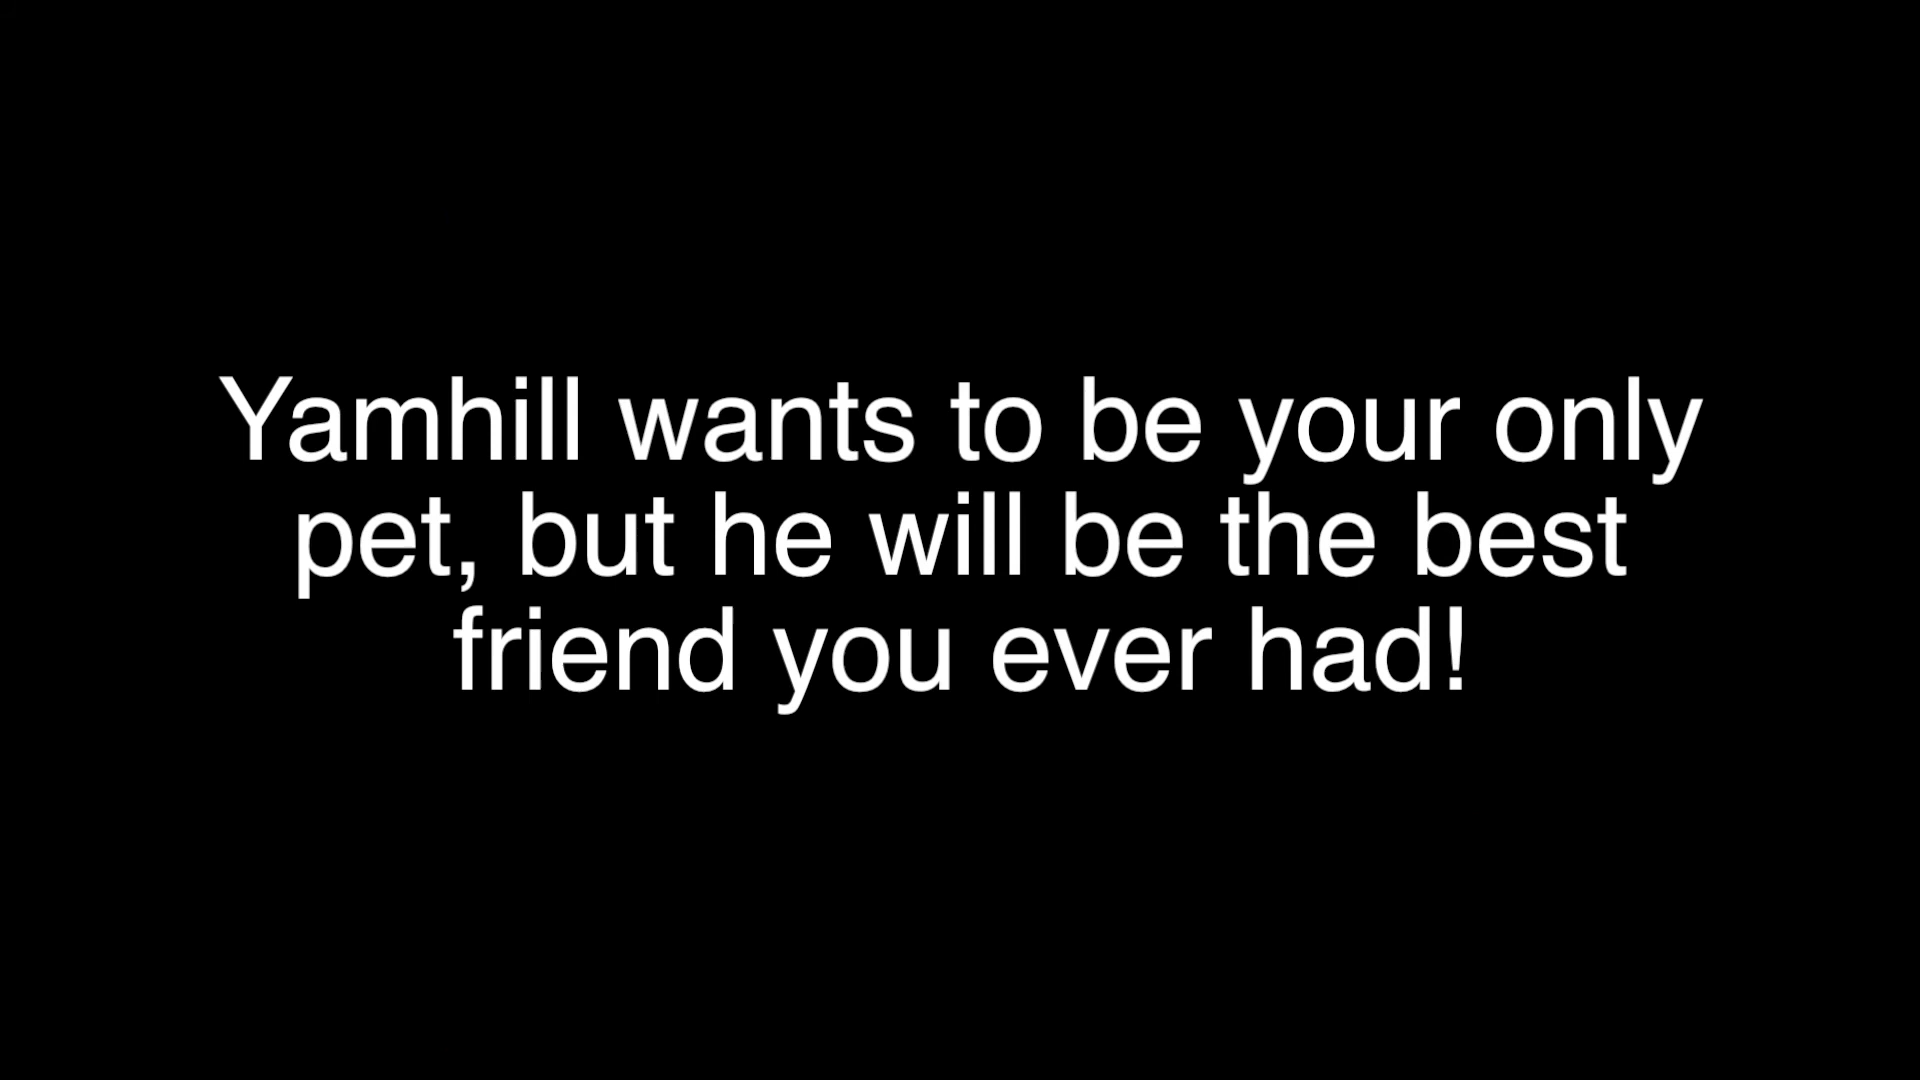 Yamhill wants to be your only
pet, but he will be the best
friend you ever had!